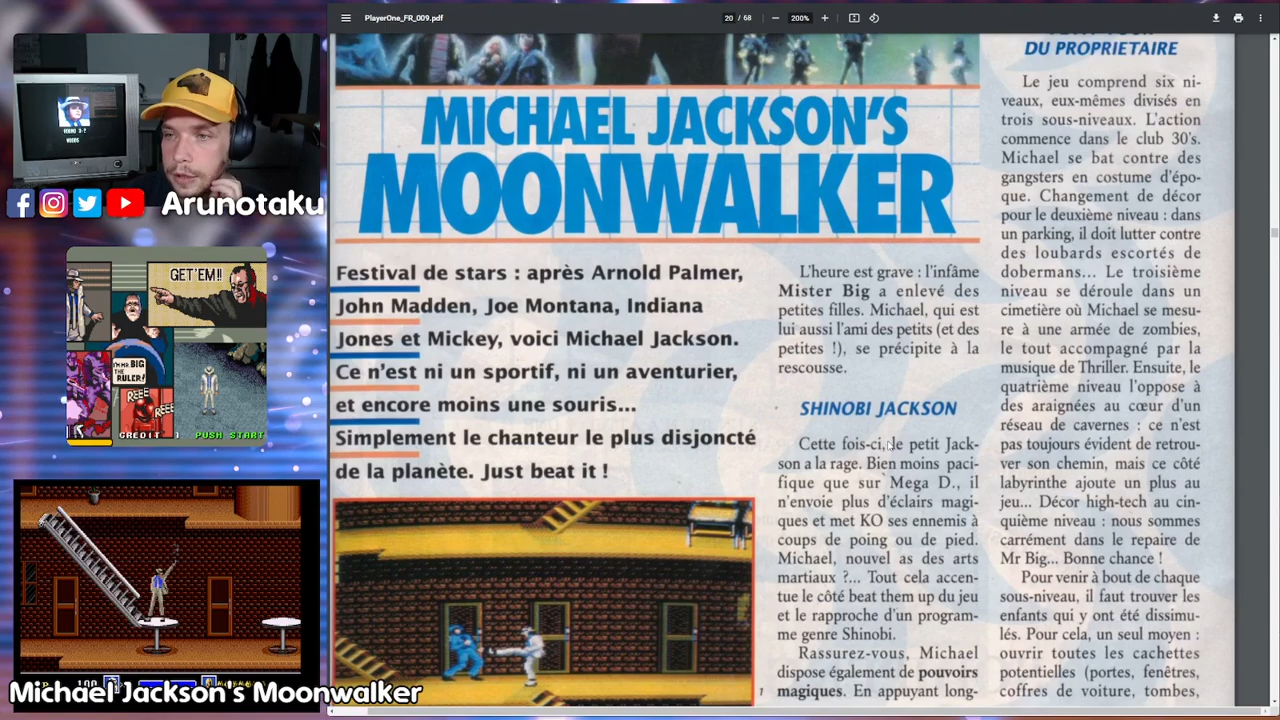 PlayerOne_FR_009.pdf
20 / 68
200%
Arunotaku
GET'EM!!
I'M MR. BIG
THE
RULER!
REEE
REEE
CREDIT
PUSH START
Michael Jackson's Moonwalker
MICHAEL JACKSON'S
MOONWALKER
Festival de stars : après Arnold Palmer,
John Madden, Joe Montana, Indiana
Jones et Mickey, voici Michael Jackson.
Ce n'est ni un sportif, ni un aventurier,
et encore moins une souris...
Simplement le chanteur le plus disjoncté
de la planète. Just beat it !
L'heure est grave : l'infâme
Mister Big a enlevé des
petites filles. Michael, qui est
lui aussi l'ami des petits (et des
petites !), se précipite à la
rescousse.
SHINOBI JACKSON
Cette fois-ci, le petit Jack-
son a la rage. Bien moins paci-
fique que sur Mega D., il
n'envoie plus d'éclairs magi-
ques et met KO ses ennemis à
coups de poing ou de pied.
Michael, nouvel as des arts
martiaux ?... Tout cela accen-
tue le côté beat them up du jeu
et le rapproche d'un program-
me genre Shinobi.
Rassurez-vous, Michael
dispose également de pouvoirs
magiques. En appuyant long-
DU PROPRIETAIRE
Le jeu comprend six ni-
veaux, eux-mêmes divisés en
trois sous-niveaux. L'action
commence dans le club 30's.
Michael se bat contre des
gangsters en costume d'épo-
que. Changement de décor
pour le deuxième niveau : dans
un parking, il doit lutter contre
des loubards escortés de
dobermans... Le troisième
niveau se déroule dans un
cimetière où Michael se mesu-
re à une armée de zombies,
le tout accompagné par la
musique de Thriller. Ensuite, le
quatrième niveau l'oppose à
des araignées au cœur d'un
réseau de cavernes : ce n'est
pas toujours évident de retrou-
ver son chemin, mais ce côté
labyrinthe ajoute un plus au
jeu... Décor high-tech au cin-
quième niveau : nous sommes
carrément dans le repaire de
Mr Big... Bonne chance !
Pour venir à bout de chaque
sous-niveau, il faut trouver les
enfants qui y ont été dissimu-
lés. Pour cela, un seul moyen :
ouvrir toutes les cachettes
potentielles (portes, fenêtres,
coffres de voiture, tombes,